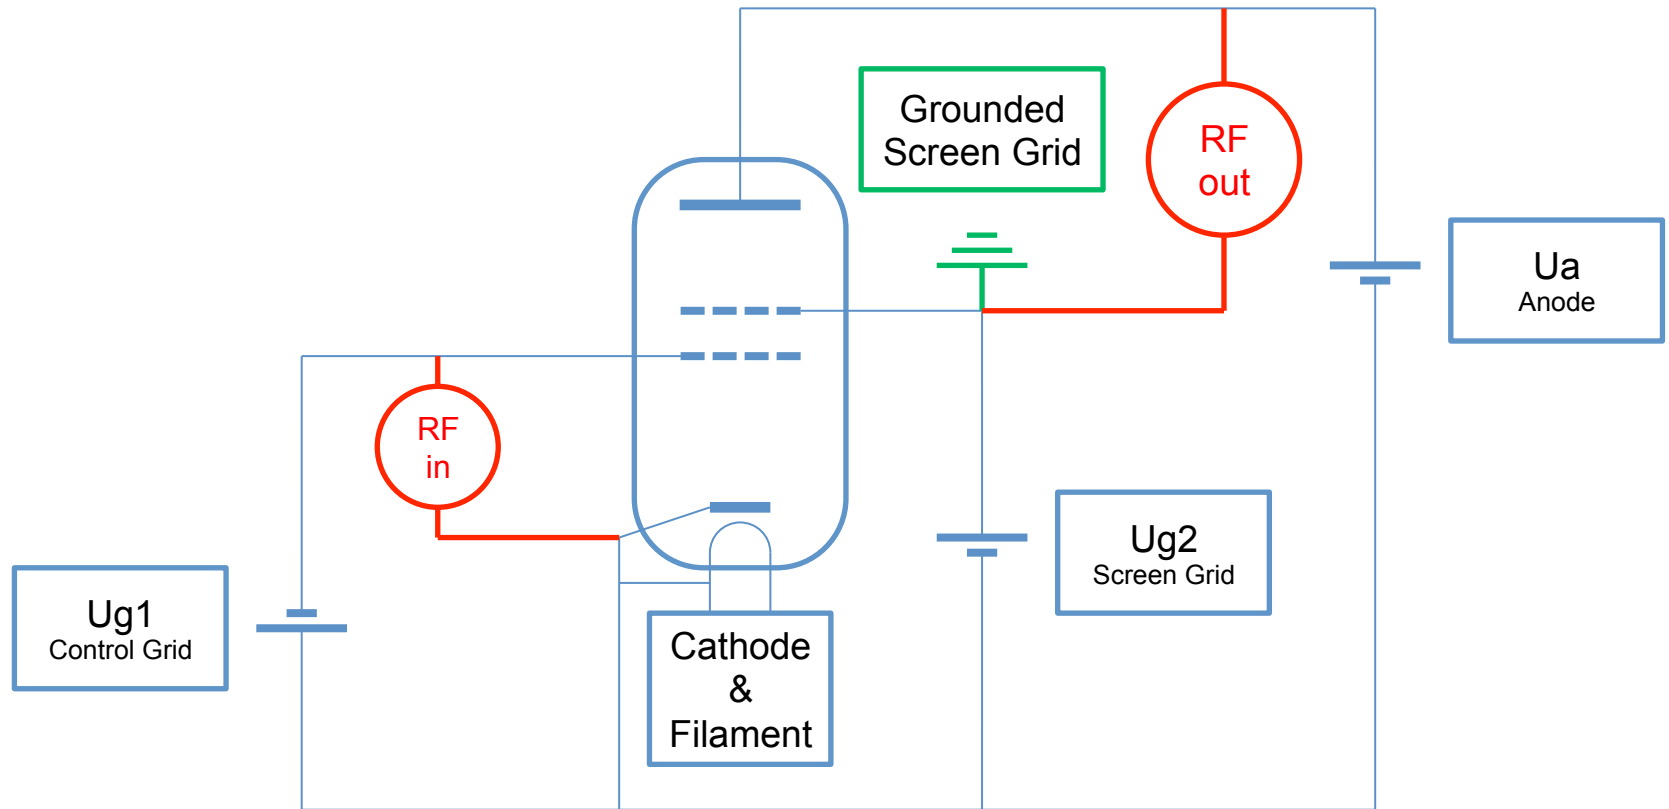 Grounded
Screen Grid
RF
out
Ua
Anode
RF
in
Ug2
Screen Grid
Ug1
Control Grid
Cathode
&
Filament